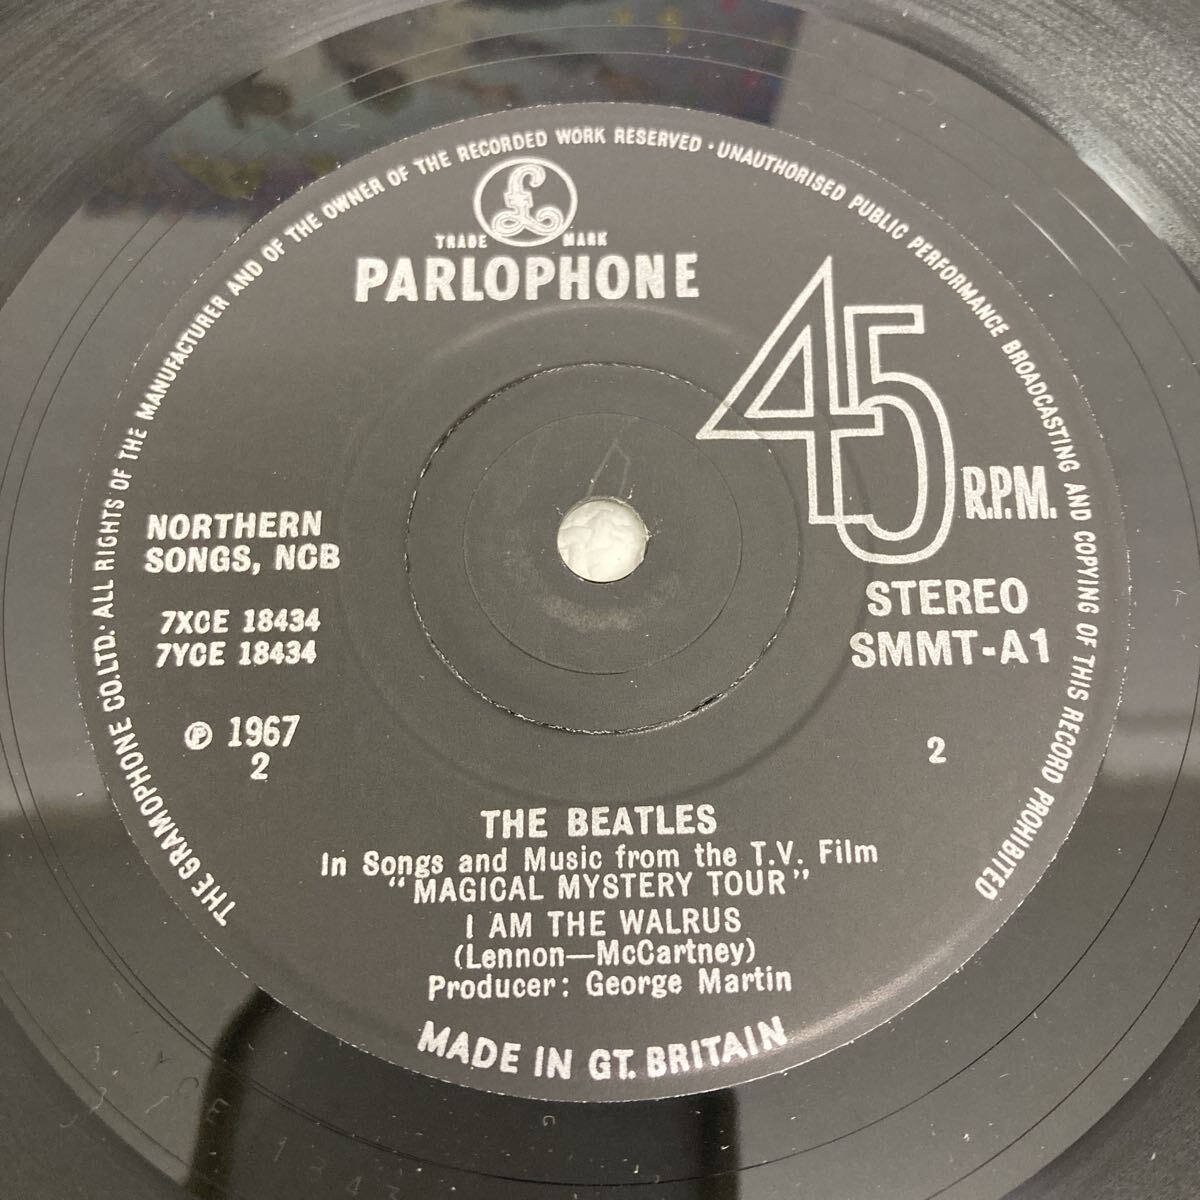 THE GRAMOPHONE CO. LTD. · ALL RIGHTS OF THE MANUFACTURER AND OF THE OWNER OF THE RECORDED WORK RESERVED · UNAUTHORISED PUBLIC PERFORMANCE BROADCASTING AND COPYING OF THIS RECORD PROHIBITED
£
TRADE MARK
PARLOPHONE
45
R.P.M.
NORTHERN
SONGS, NCB
STEREO
SMMT-A1
7XCE 18434
7YCE 18434
℗ 1967
2
2
THE BEATLES
In Songs and Music from the T.V. Film
"MAGICAL MYSTERY TOUR"
I AM THE WALRUS
(Lennon—McCartney)
Producer: George Martin
MADE IN GT. BRITAIN